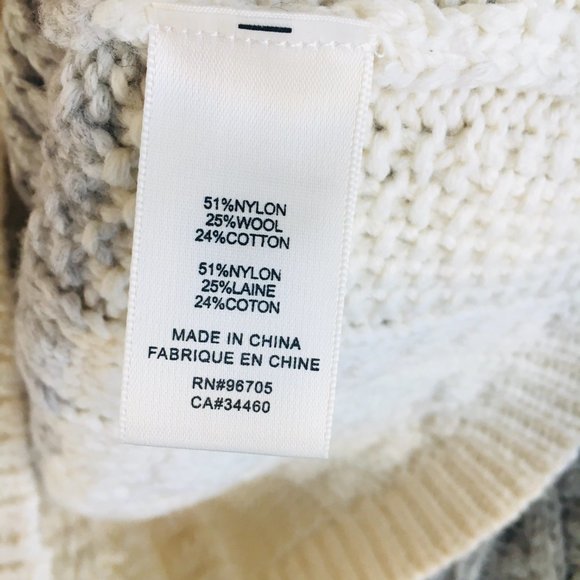 51%NYLON
25%WOOL
24%COTTON
51%NYLON
25%LAINE
24%COTON
MADE IN CHINA
FABRIQUE EN CHINE
RN#96705
CA#34460